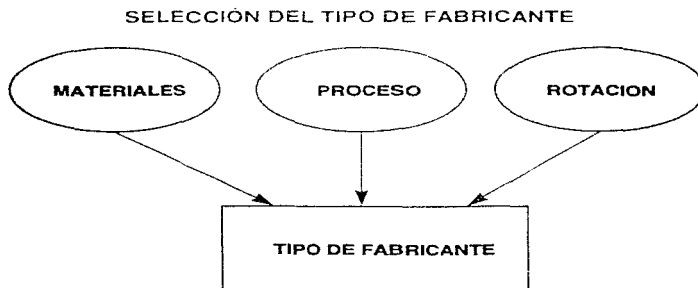 SELECCIÓN DEL TIPO DE FABRICANTE
MATERIALES
PROCESO
ROTACION
TIPO DE FABRICANTE